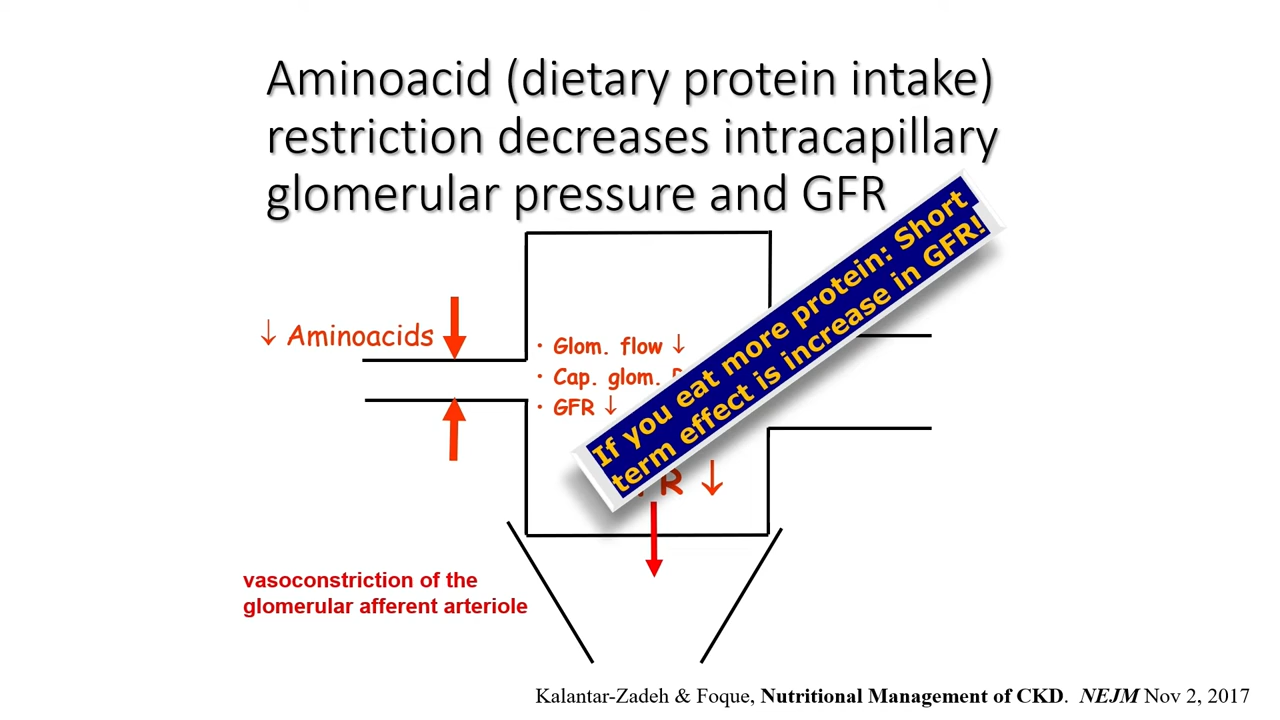 Aminoacid (dietary protein intake)
restriction decreases intracapillary
glomerular pressure and GFR
If you eat more protein: Short
term effect is increase in GFR!
↓ Aminoacids
• Glom. flow ↓
• Cap. glom.
• GFR ↓
↓
vasoconstriction of the
glomerular afferent arteriole
Kalantar-Zadeh & Foque, Nutritional Management of CKD. NEJM Nov 2, 2017